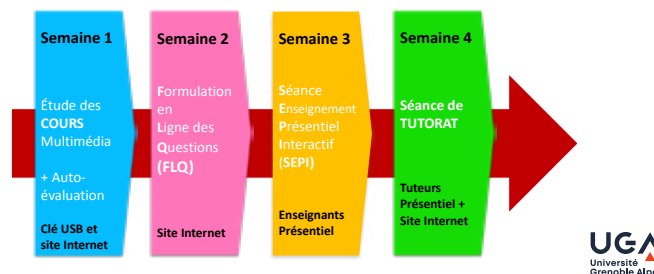 Semaine 1
Étude des
COURS
Multimédia
+ Auto-
évaluation
Clé USB et
site Internet
Semaine 2
Formulation
en
Ligne des
Questions
(FLQ)
Site Internet
Semaine 3
Séance
Enseignement
Présentiel
Interactif
(SEPI)
Enseignants
Présentiel
Semaine 4
Séance de
TUTORAT
Tuteurs
Présentiel +
Site Internet
UGA
Université
Grenoble